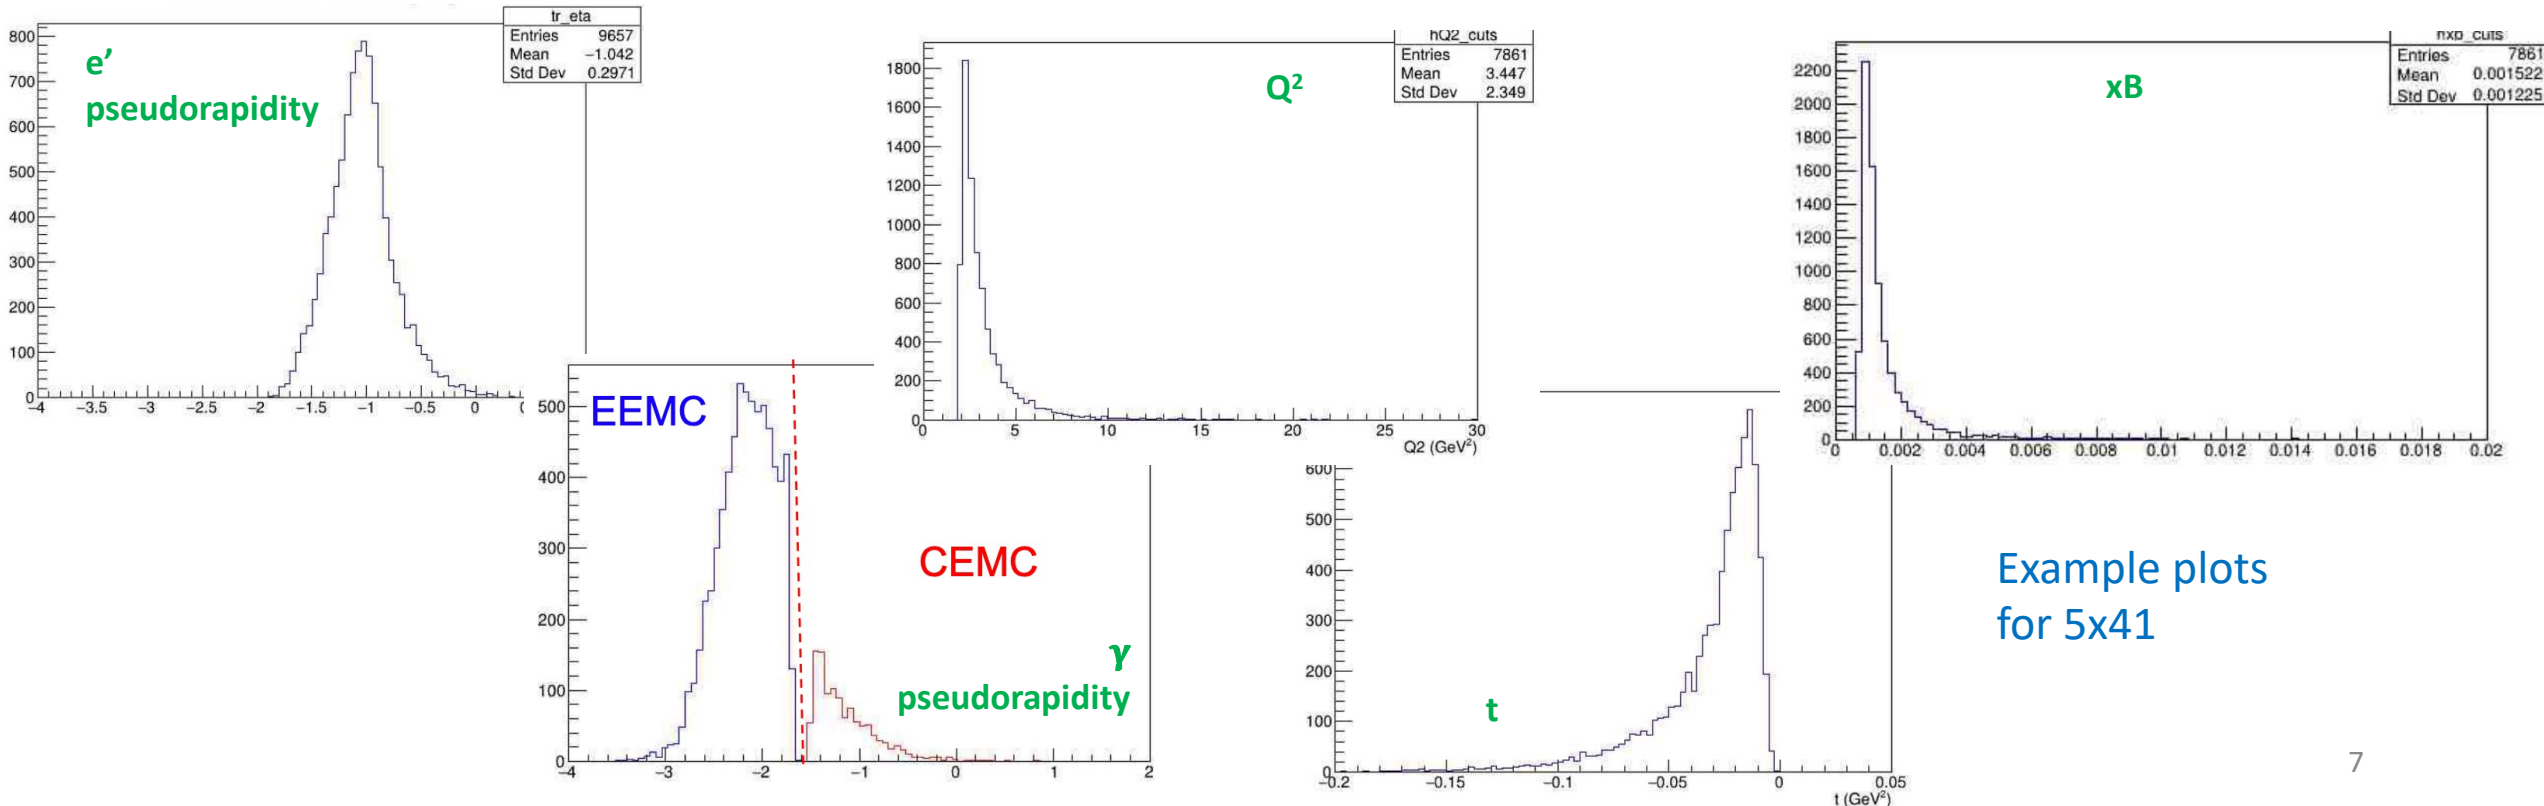 tr_eta
Entries 9657
Mean −1.042
Std Dev 0.2971
e’
pseudorapidity
800
700
600
500
400
300
200
100
0
−4 −3.5 −3 −2.5 −2 −1.5 −1 −0.5 0
hQ2_cuts
Entries 7861
Mean 3.447
Std Dev 2.349
Q²
1800
1600
1400
1200
1000
800
600
400
200
0
0 5 10 15 20 25 30
Q2 (GeV²)
hxb_cuts
Entries 7861
Mean 0.001522
Std Dev 0.001225
xB
2200
2000
1800
1600
1400
1200
1000
800
600
400
200
0
0 0.002 0.004 0.006 0.008 0.01 0.012 0.014 0.016 0.018 0.02
EEMC
CEMC
γ
pseudorapidity
500
400
300
200
100
0
−4 −3 −2 −1 0 1 2
t
600
500
400
300
200
100
0
−0.2 −0.15 −0.1 −0.05 0 0.05
t (GeV²)
Example plots
for 5x41
7